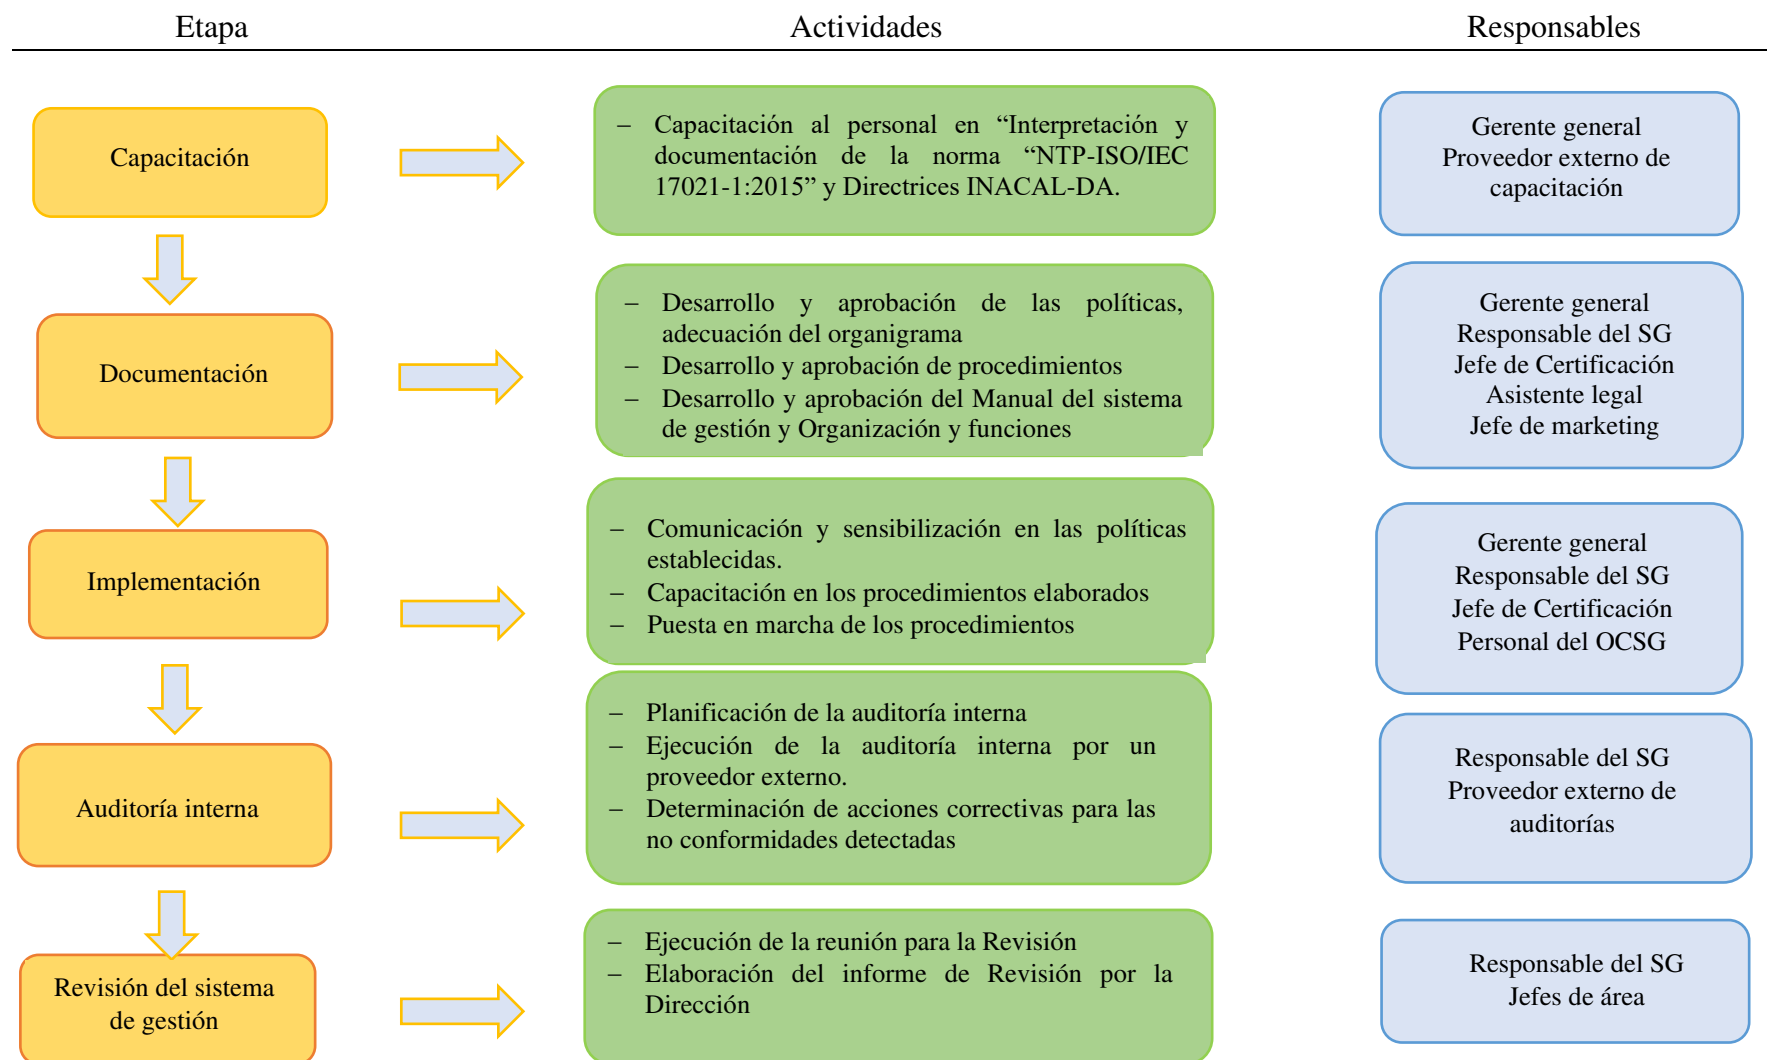 Etapa
Actividades
Responsables
Capacitación
– Capacitación al personal en “Interpretación y
documentación de la norma “NTP-ISO/IEC
17021-1:2015” y Directrices INACAL-DA.
Gerente general
Proveedor externo de
capacitación
Documentación
– Desarrollo y aprobación de las políticas,
adecuación del organigrama
– Desarrollo y aprobación de procedimientos
– Desarrollo y aprobación del Manual del sistema
de gestión y Organización y funciones
Gerente general
Responsable del SG
Jefe de Certificación
Asistente legal
Jefe de marketing
Implementación
– Comunicación y sensibilización en las políticas
establecidas.
– Capacitación en los procedimientos elaborados
– Puesta en marcha de los procedimientos
Gerente general
Responsable del SG
Jefe de Certificación
Personal del OCSG
Auditoría interna
– Planificación de la auditoría interna
– Ejecución de la auditoría interna por un
proveedor externo.
– Determinación de acciones correctivas para las
no conformidades detectadas
Responsable del SG
Proveedor externo de
auditorías
Revisión del sistema
de gestión
– Ejecución de la reunión para la Revisión
– Elaboración del informe de Revisión por la
Dirección
Responsable del SG
Jefes de área